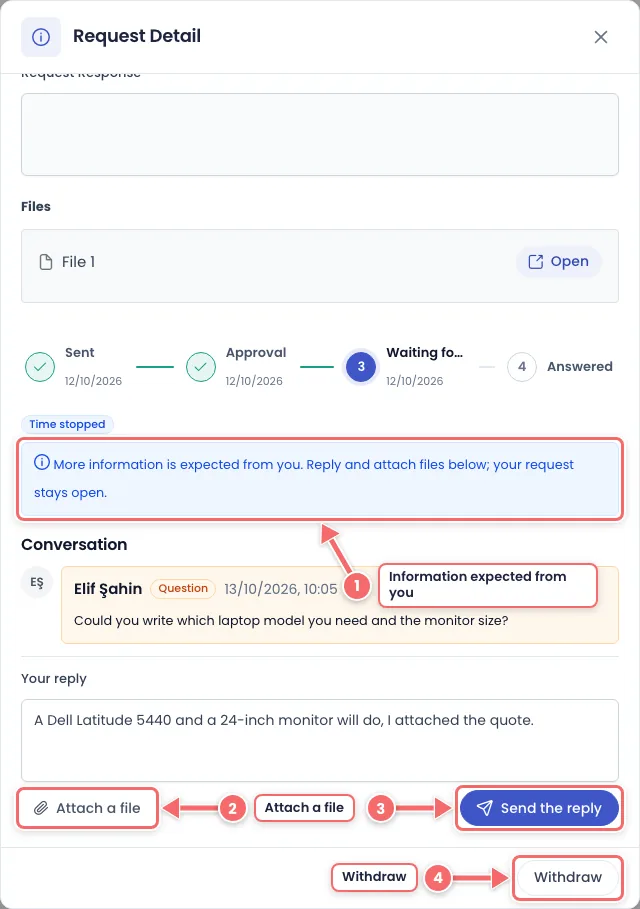 Request Detail
Request Response
Files
File 1
Open
Sent
12/10/2026
Approval
12/10/2026
3
Waiting fo...
12/10/2026
4
Answered
Time stopped
More information is expected from you. Reply and attach files below; your request
stays open.
Conversation
EŞ
Elif Şahin
Question
13/10/2026, 10:05
1
Information expected from
you
Could you write which laptop model you need and the monitor size?
Your reply
A Dell Latitude 5440 and a 24-inch monitor will do, I attached the quote.
Attach a file
2
Attach a file
3
Send the reply
Withdraw
4
Withdraw